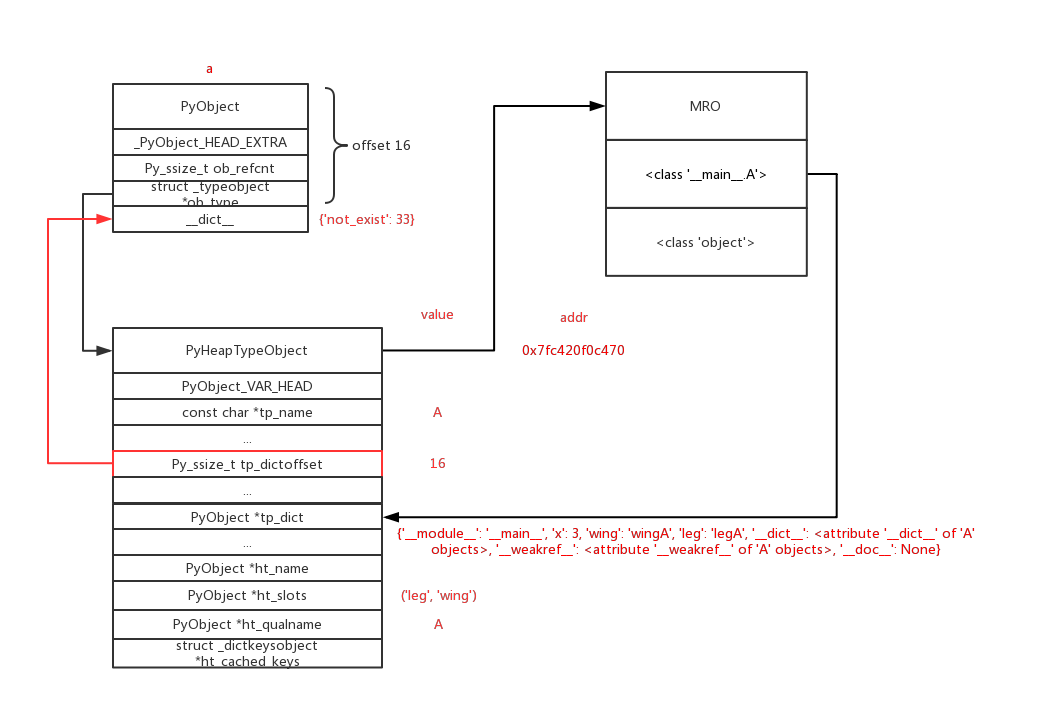 a
PyObject
_PyObject_HEAD_EXTRA
Py_ssize_t ob_refcnt
struct _typeobject
*ob_type
__dict__
offset 16
{'not_exist': 33}
MRO
<class '__main__.A'>
<class 'object'>
value
addr
PyHeapTypeObject
0x7fc420f0c470
PyObject_VAR_HEAD
const char *tp_name
A
...
Py_ssize_t tp_dictoffset
16
...
PyObject *tp_dict
{'__module__': '__main__', 'x': 3, 'wing': 'wingA', 'leg': 'legA', '__dict__': <attribute '__dict__' of 'A'
objects>, '__weakref__': <attribute '__weakref__' of 'A' objects>, '__doc__': None}
...
PyObject *ht_name
PyObject *ht_slots
('leg', 'wing')
PyObject *ht_qualname
A
struct _dictkeysobject
*ht_cached_keys